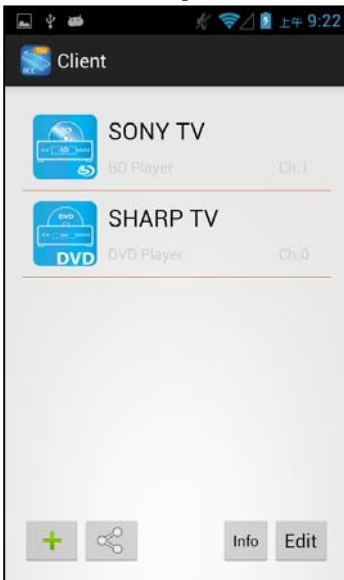 上午 9:22
Client
SONY TV
BD Player
Ch.1
SHARP TV
DVD Player
Ch.0
DVD
DVD
+
Info
Edit